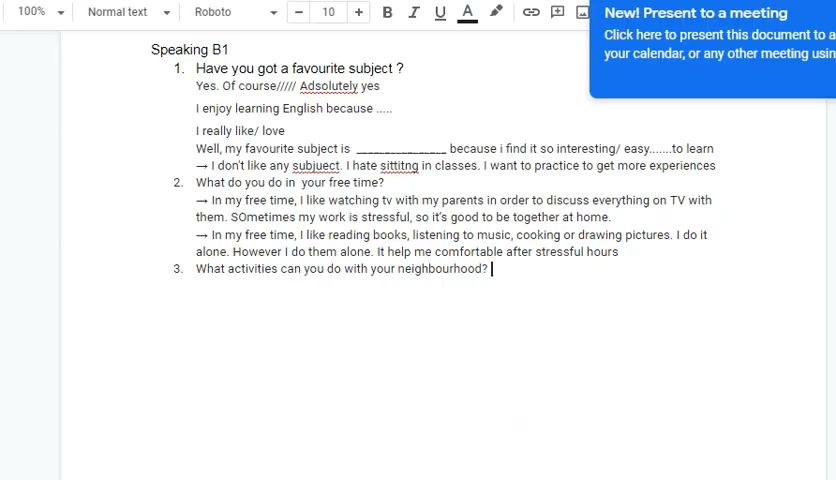 100% Normal text Roboto − 10 + B I U A
New! Present to a meeting
Click here to present this document to a
your calendar, or any other meeting usin
Speaking B1
1. Have you got a favourite subject ?
Yes. Of course///// Adsolutely yes
I enjoy learning English because .....
I really like/ love
Well, my favourite subject is ________________ because i find it so interesting/ easy.......to learn
→ I don't like any subjuect. I hate sittitng in classes. I want to practice to get more experiences
2. What do you do in your free time?
→ In my free time, I like watching tv with my parents in order to discuss everything on TV with
them. SOmetimes my work is stressful, so it's good to be together at home.
→ In my free time, I like reading books, listening to music, cooking or drawing pictures. I do it
alone. However I do them alone. It help me comfortable after stressful hours
3. What activities can you do with your neighbourhood?